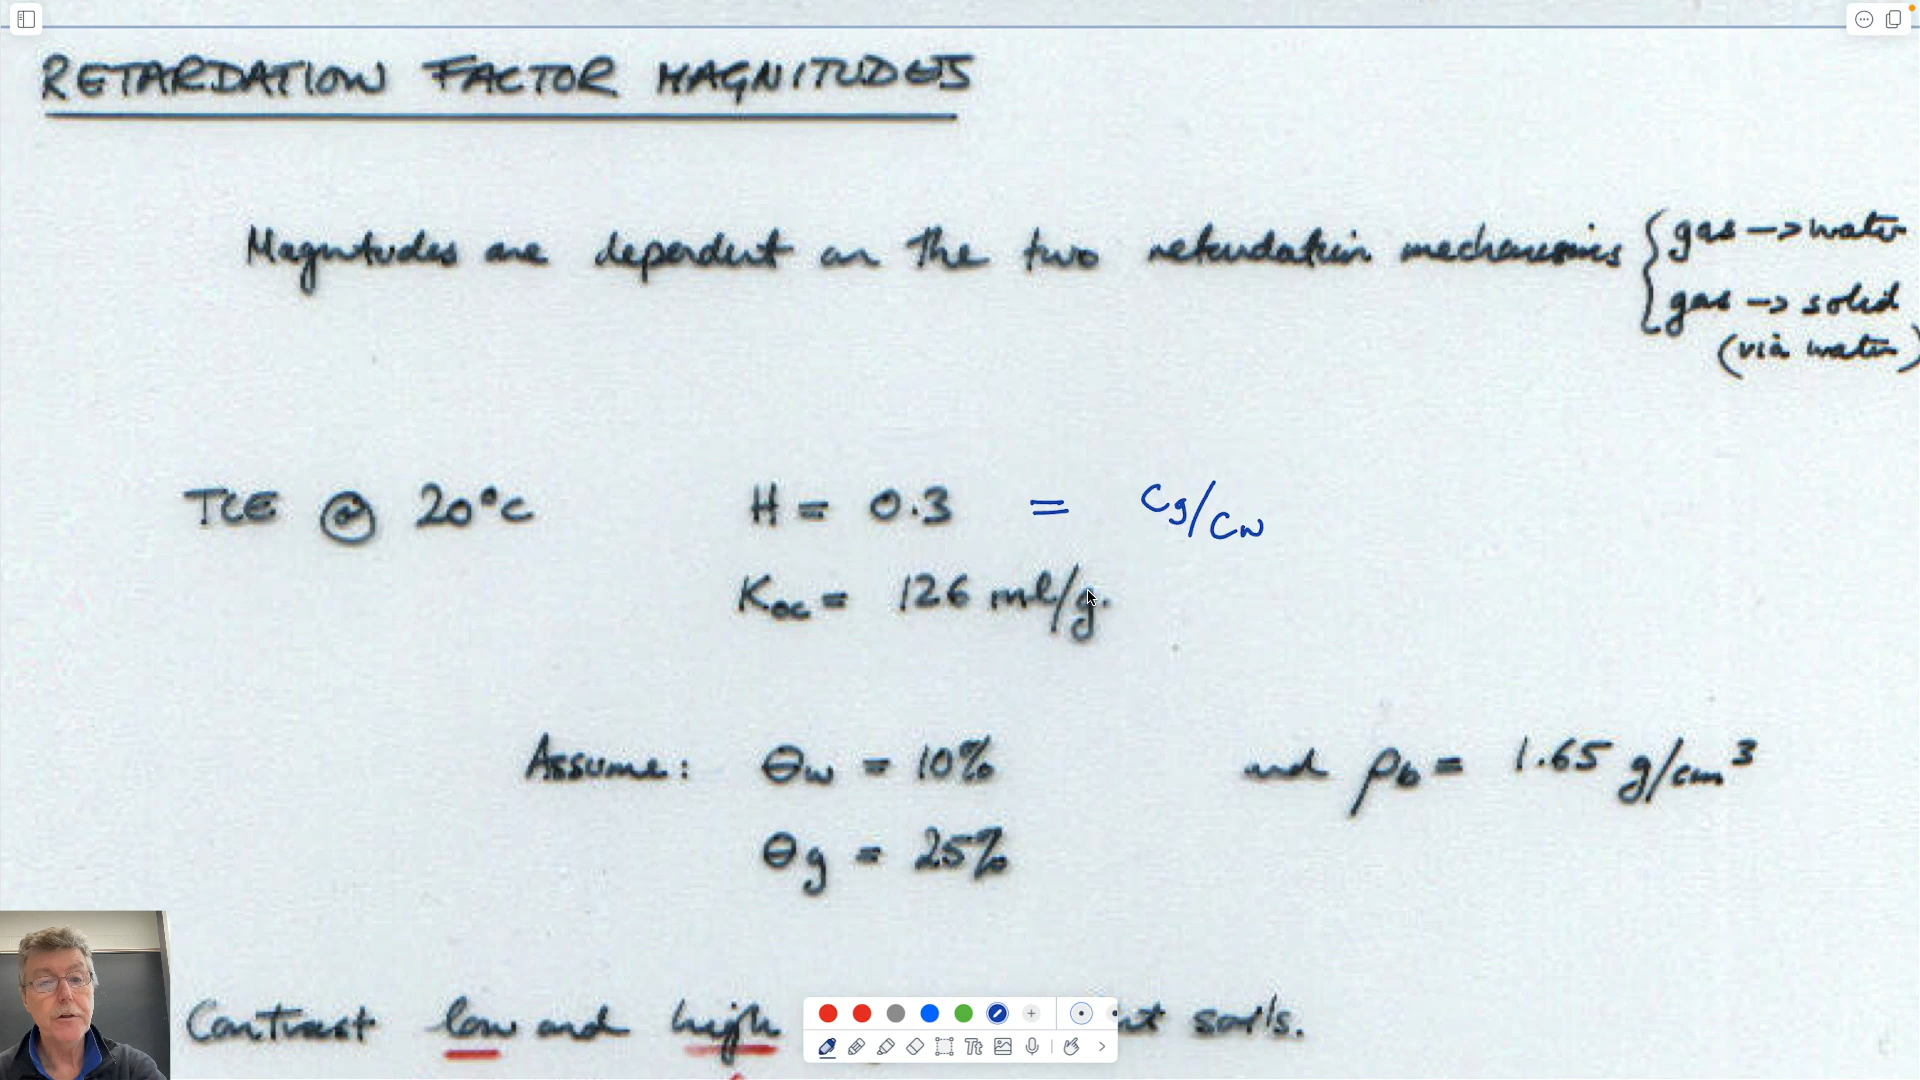 RETARDATION FACTOR MAGNITUDES
Magnitudes are dependent on the two retardation mechanisms { gas -> water
gas -> solid
(via water)
TCE @ 20°C H = 0.3 = Cg/Cw
Koc = 126 ml/g.
Assume: θw = 10% and ρb = 1.65 g/cm³
θg = 25%
Contrast low and high soils.
Tt